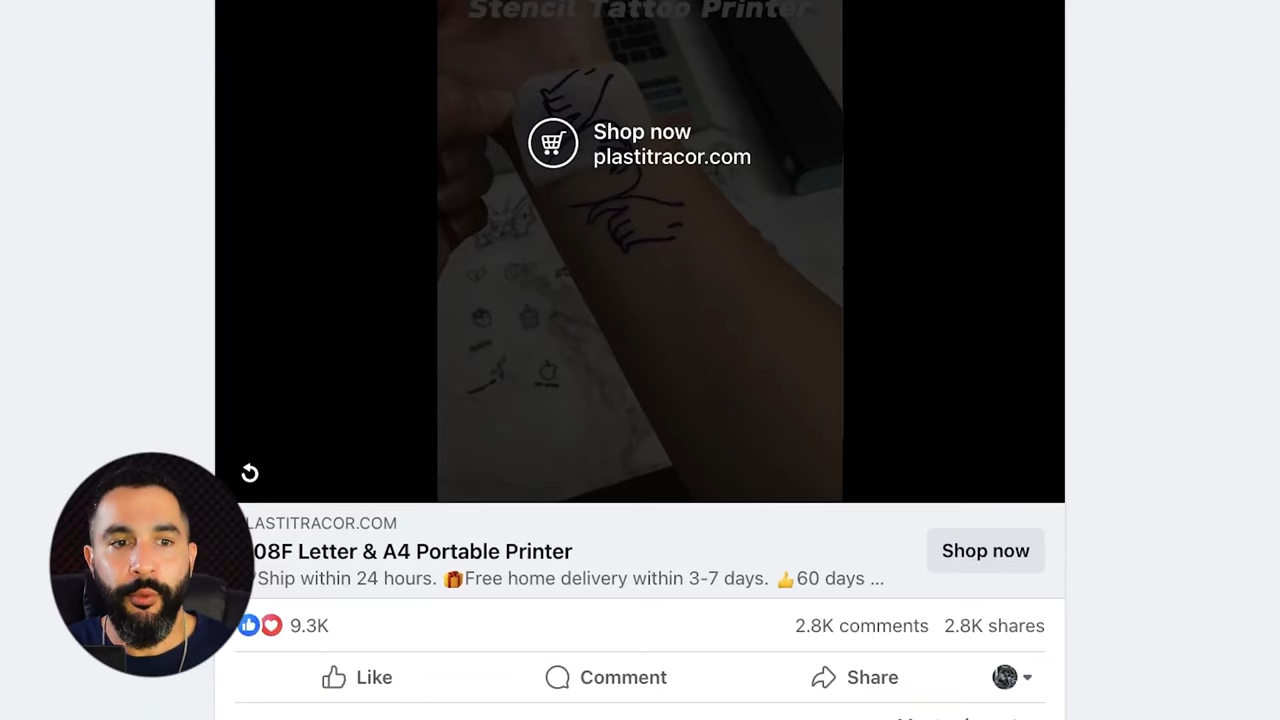 Stencil Tattoo Printer
Shop now
plastitracor.com
LASTITRACOR.COM
08F Letter & A4 Portable Printer
Shop now
Ship within 24 hours. 🎁Free home delivery within 3-7 days. 👍60 days ...
9.3K
2.8K comments
2.8K shares
Like
Comment
Share